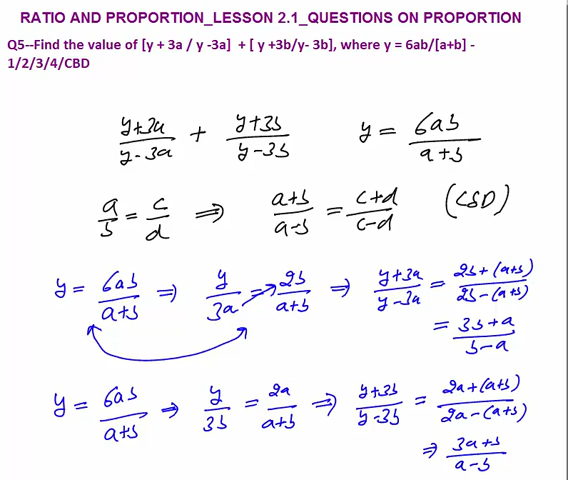 RATIO AND PROPORTION_LESSON 2.1_QUESTIONS ON PROPORTION
Q5--Find the value of [y + 3a / y -3a] + [ y +3b/y- 3b], where y = 6ab/[a+b] -
1/2/3/4/CBD
(y+3a)/(y-3a) + (y+3b)/(y-3b)    y = 6ab/(a+b)
a/b = c/d ⇒ (a+b)/(a-b) = (c+d)/(c-d) (CSD)
y = 6ab/(a+b) ⇒ y/3a = 2b/(a+b) ⇒ (y+3a)/(y-3a) = (2b+(a+b))/(2b-(a+b))
= (3b+a)/(b-a)
y = 6ab/(a+b) ⇒ y/3b = 2a/(a+b) ⇒ (y+3b)/(y-3b) = (2a+(a+b))/(2a-(a+b))
⇒ (3a+b)/(a-b)